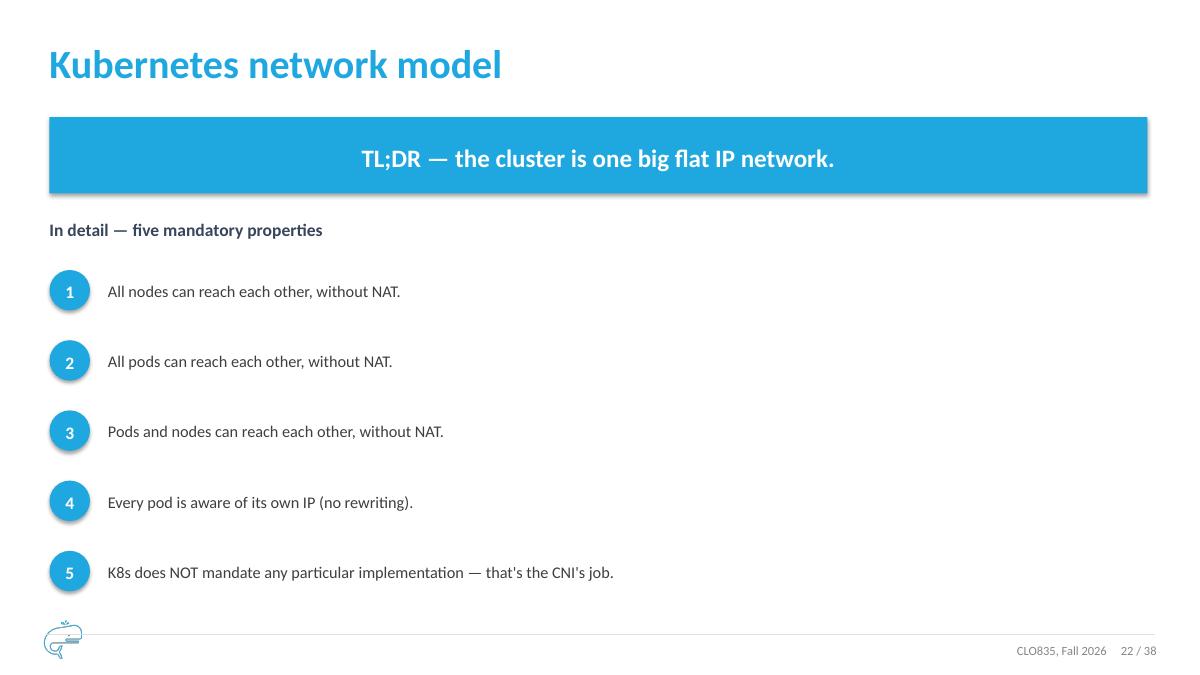 Kubernetes network model
TL;DR — the cluster is one big flat IP network.
In detail — five mandatory properties
1 All nodes can reach each other, without NAT.
2 All pods can reach each other, without NAT.
3 Pods and nodes can reach each other, without NAT.
4 Every pod is aware of its own IP (no rewriting).
5 K8s does NOT mandate any particular implementation — that's the CNI's job.
CLO835, Fall 2026 22 / 38